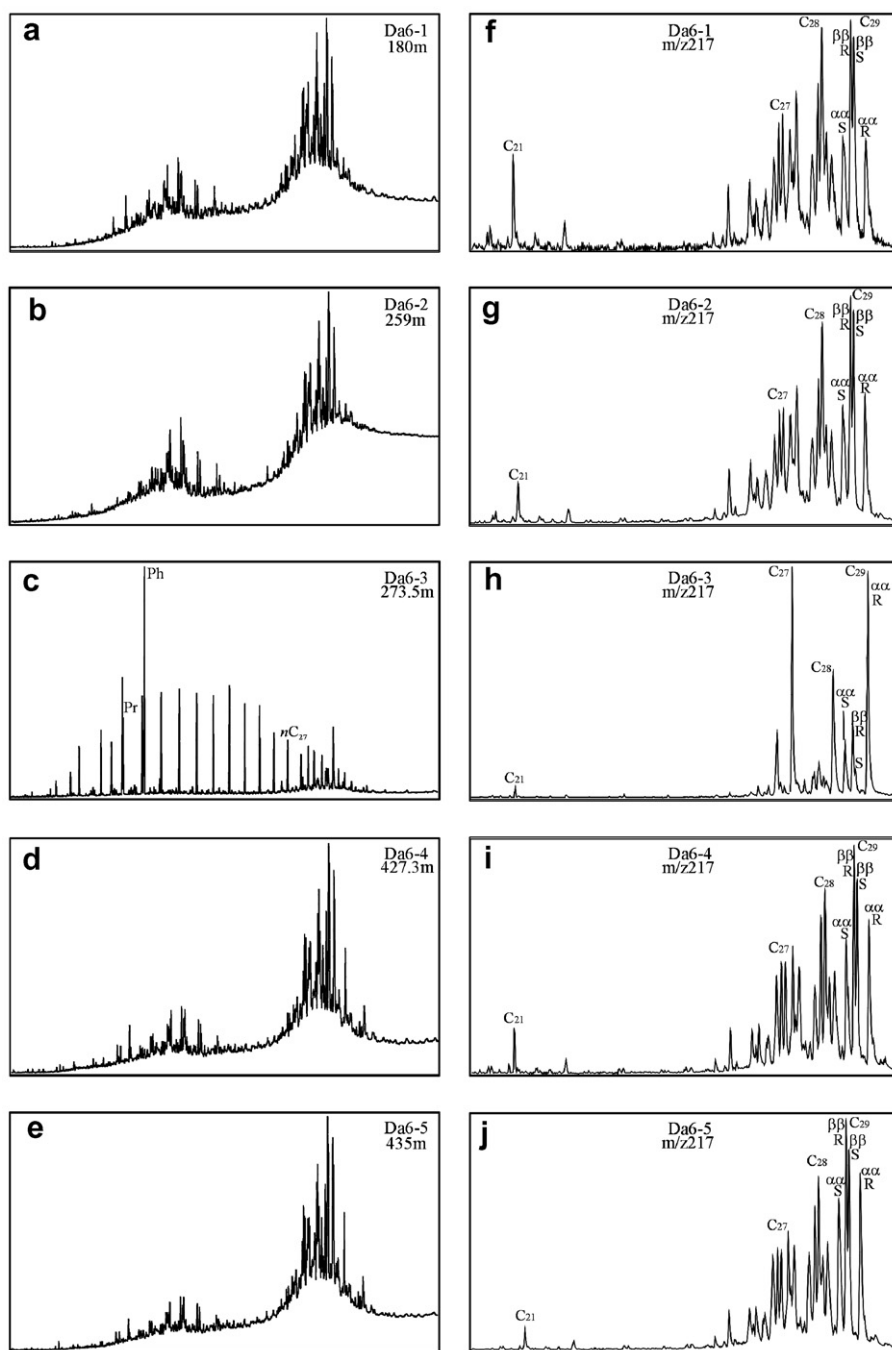 a
Da6-1
180m
f
Da6-1
m/z217
C21
C27
C28
ββ
R
C29
ββ
S
αα
S
αα
R
b
Da6-2
259m
g
Da6-2
m/z217
C21
C27
C28
ββ
R
C29
ββ
S
αα
S
αα
R
c
Da6-3
273.5m
Ph
Pr
nC27
h
Da6-3
m/z217
C21
C27
C28
C29
αα
R
αα
S
ββ
R
S
d
Da6-4
427.3m
i
Da6-4
m/z217
C21
C27
C28
ββ
R
C29
ββ
S
αα
S
αα
R
e
Da6-5
435m
j
Da6-5
m/z217
C21
C27
C28
ββ
R
C29
ββ
S
αα
S
αα
R